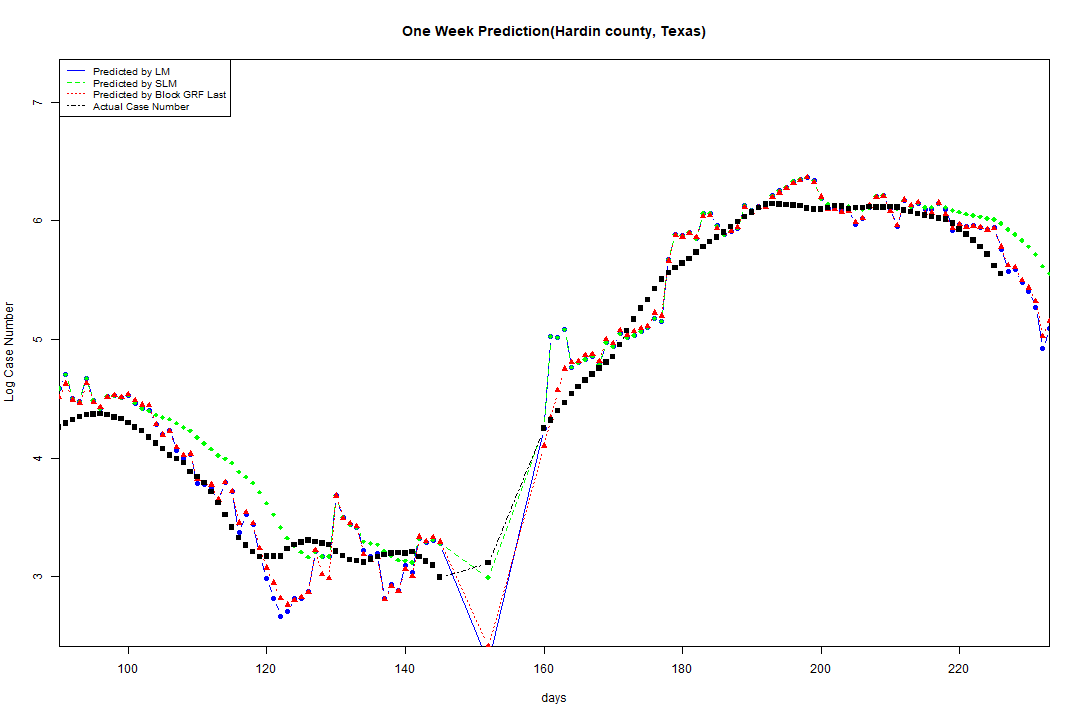 One Week Prediction(Hardin county, Texas)
Predicted by LM
Predicted by SLM
Predicted by Block GRF Last
Actual Case Number
7
6
5
4
3
Log Case Number
100 120 140 160 180 200 220
days